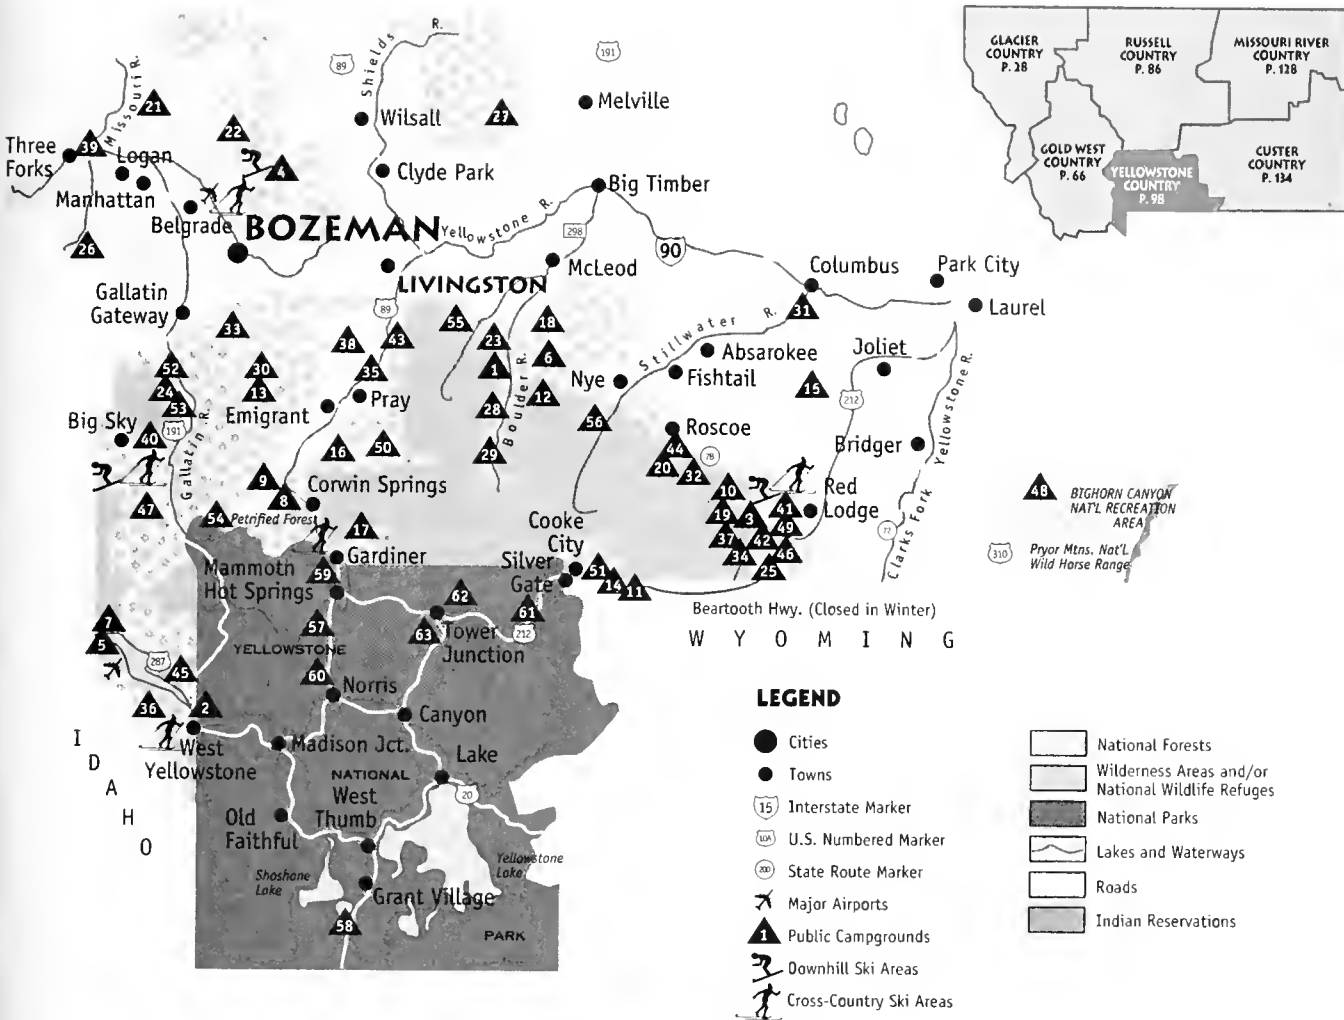 R.
Shields
89
191
Missouri R.
21
22
27
Melville
Wilsall
Three
Forks
39
Logan
4
Clyde Park
Manhattan
Belgrade
BOZEMAN
Yellowstone R.
Big Timber
298
90
26
McLeod
LIVINGSTON
Columbus
Park City
Laurel
Gallatin
Gateway
33
89
38
43
55
23
18
31
Stillwater R.
Absarokee
Joliet
52
30
35
1
6
Nye
Fishtail
15
24
13
53
Emigrant
Pray
28
12
Boulder R.
212
Big Sky
40
191
Gallatin R.
56
Roscoe
44
78
Bridger
16
50
29
20
32
Clarks Fork Yellowstone R.
9
8
Corwin Springs
10
Red
Lodge
47
54
Petrified Forest
17
19
3
41
49
Cooke
City
37
42
72
Gardiner
34
46
Mammoth
Hot Springs
59
Silver
Gate
51
14
11
25
62
61
Beartooth Hwy. (Closed in Winter)
WYOMING
7
5
57
63
Tower
Junction
212
YELLOWSTONE
287
45
60
Norris
36
2
Canyon
West
Yellowstone
Madison Jct.
Lake
NATIONAL
20
IDAHO
West
Thumb
Old
Faithful
Shoshone
Lake
Yellowstone
Lake
Grant Village
58
PARK
GLACIER
COUNTRY
P. 28
RUSSELL
COUNTRY
P. 86
MISSOURI RIVER
COUNTRY
P. 128
GOLD WEST
COUNTRY
P. 66
YELLOWSTONE
COUNTRY
P. 98
CUSTER
COUNTRY
P. 134
48
BIGHORN CANYON
NAT'L RECREATION
AREA
310
Pryor Mtns. Nat'l.
Wild Horse Range
LEGEND
Cities
Towns
15 Interstate Marker
10A U.S. Numbered Marker
200 State Route Marker
Major Airports
1 Public Campgrounds
Downhill Ski Areas
Cross-Country Ski Areas
National Forests
Wilderness Areas and/or
National Wildlife Refuges
National Parks
Lakes and Waterways
Roads
Indian Reservations